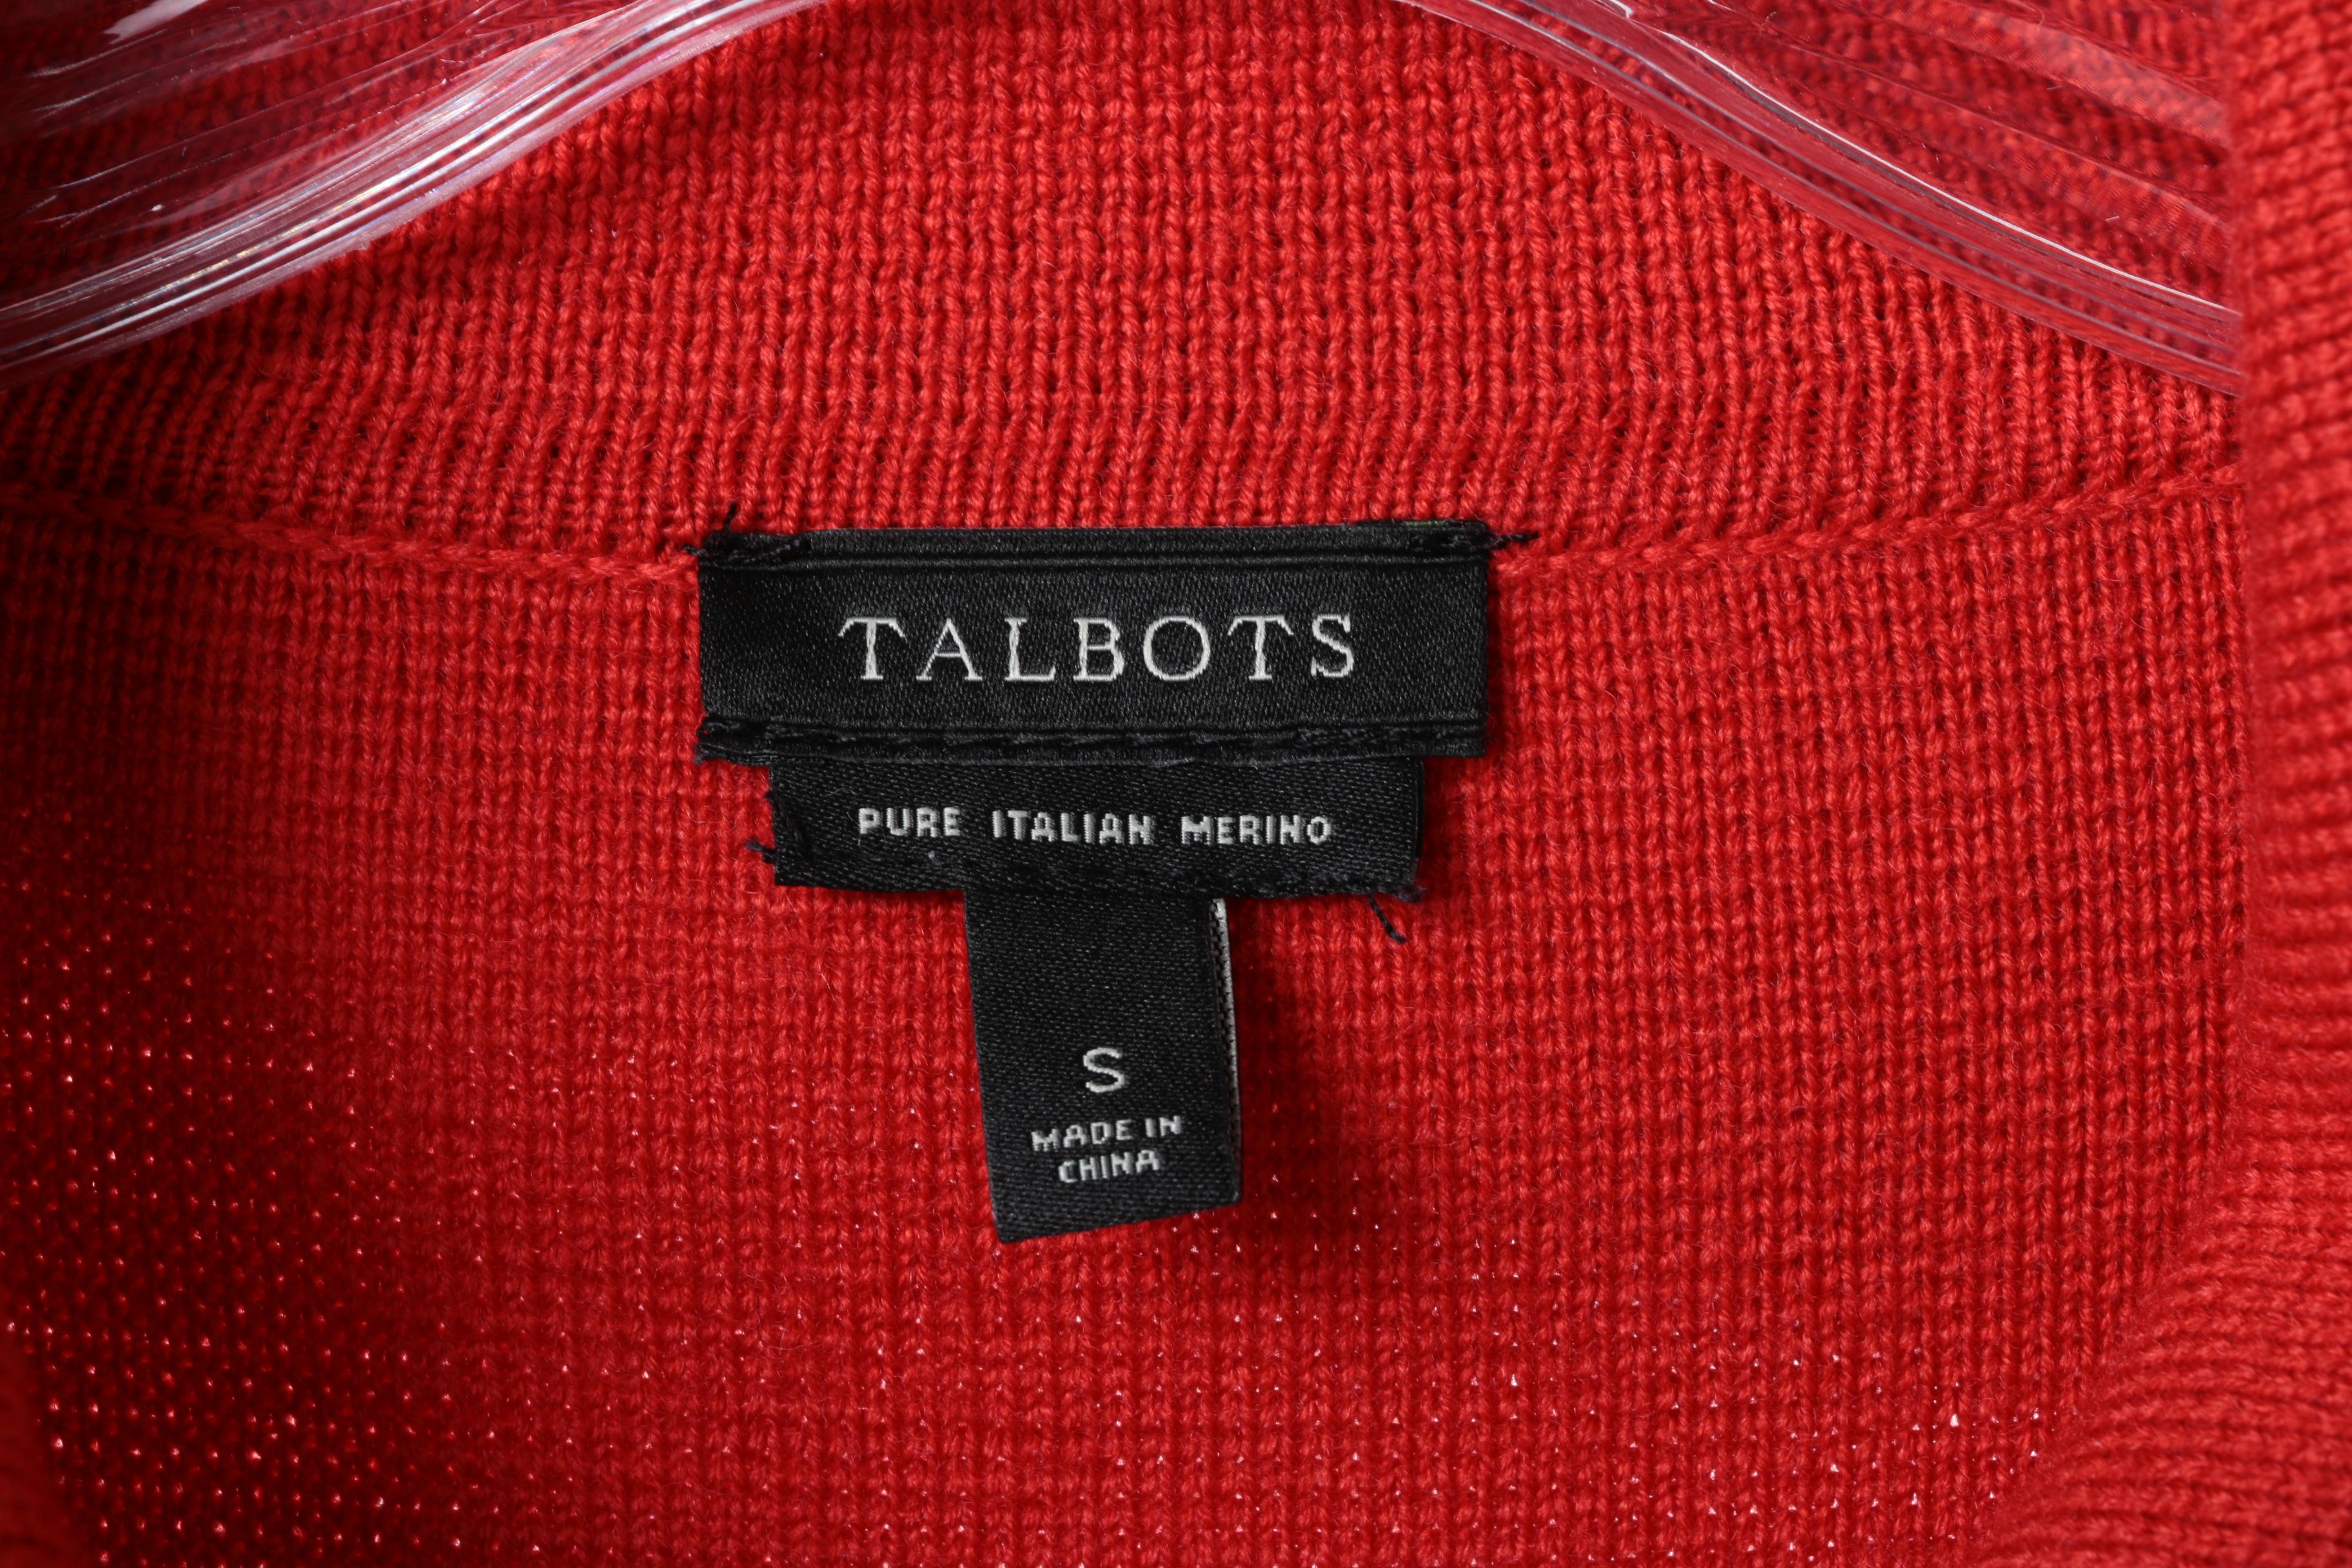 TALBOTS
PURE ITALIAN MERINO
S
MADE IN
CHINA